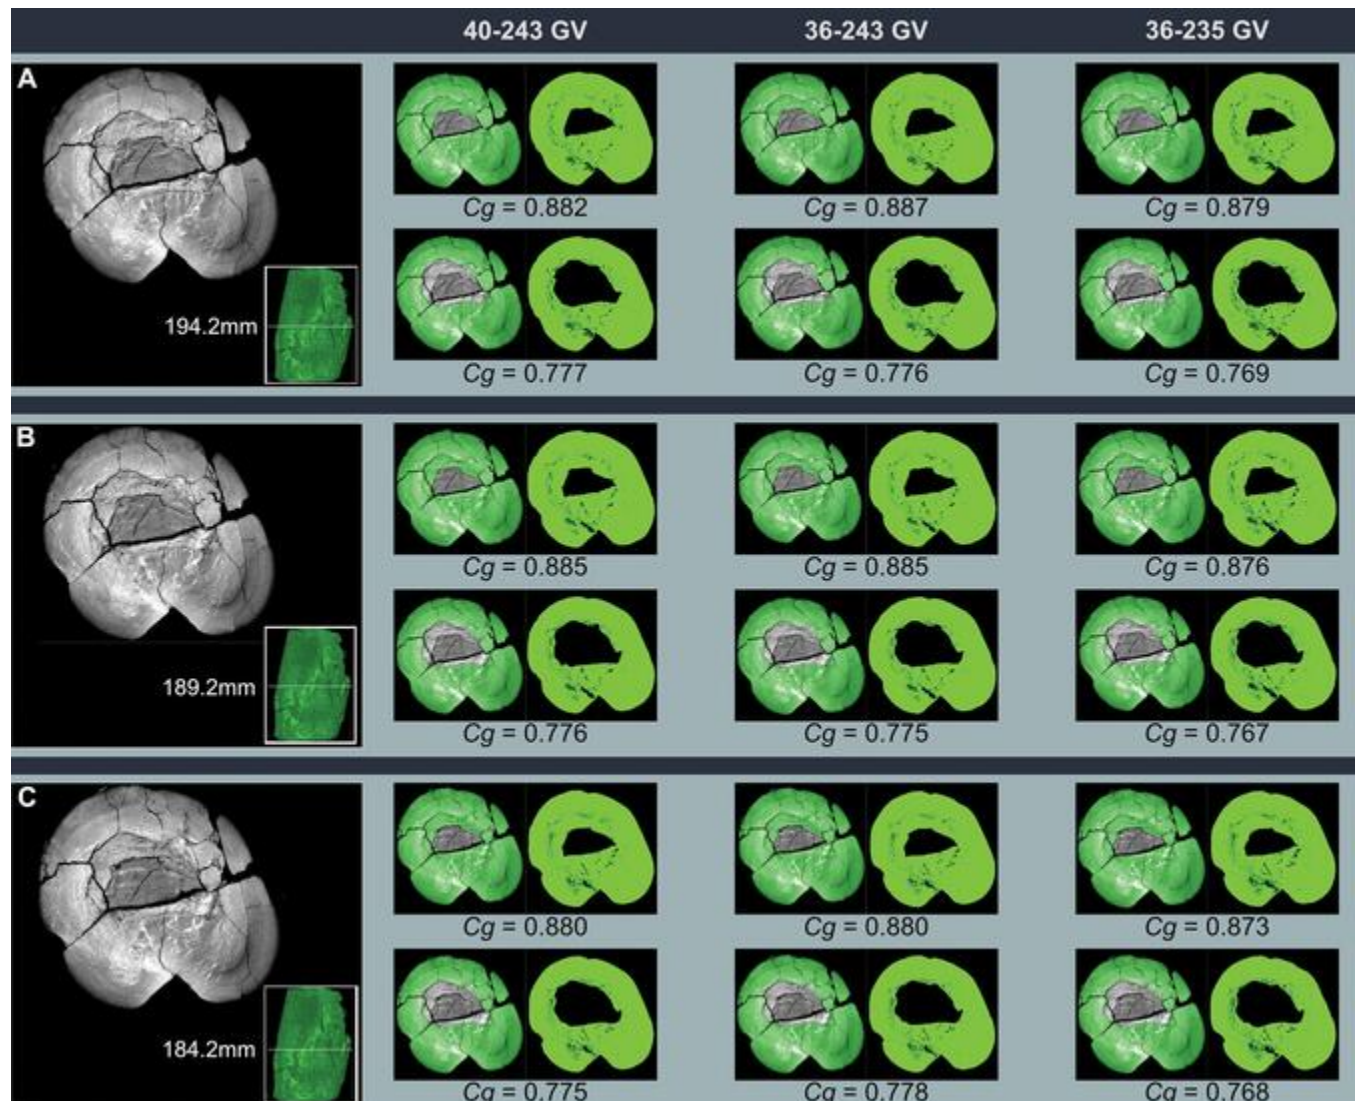 40-243 GV 36-243 GV 36-235 GV
A
Cg = 0.882 Cg = 0.887 Cg = 0.879
194.2mm
Cg = 0.777 Cg = 0.776 Cg = 0.769
B
Cg = 0.885 Cg = 0.885 Cg = 0.876
189.2mm
Cg = 0.776 Cg = 0.775 Cg = 0.767
C
Cg = 0.880 Cg = 0.880 Cg = 0.873
184.2mm
Cg = 0.775 Cg = 0.778 Cg = 0.768